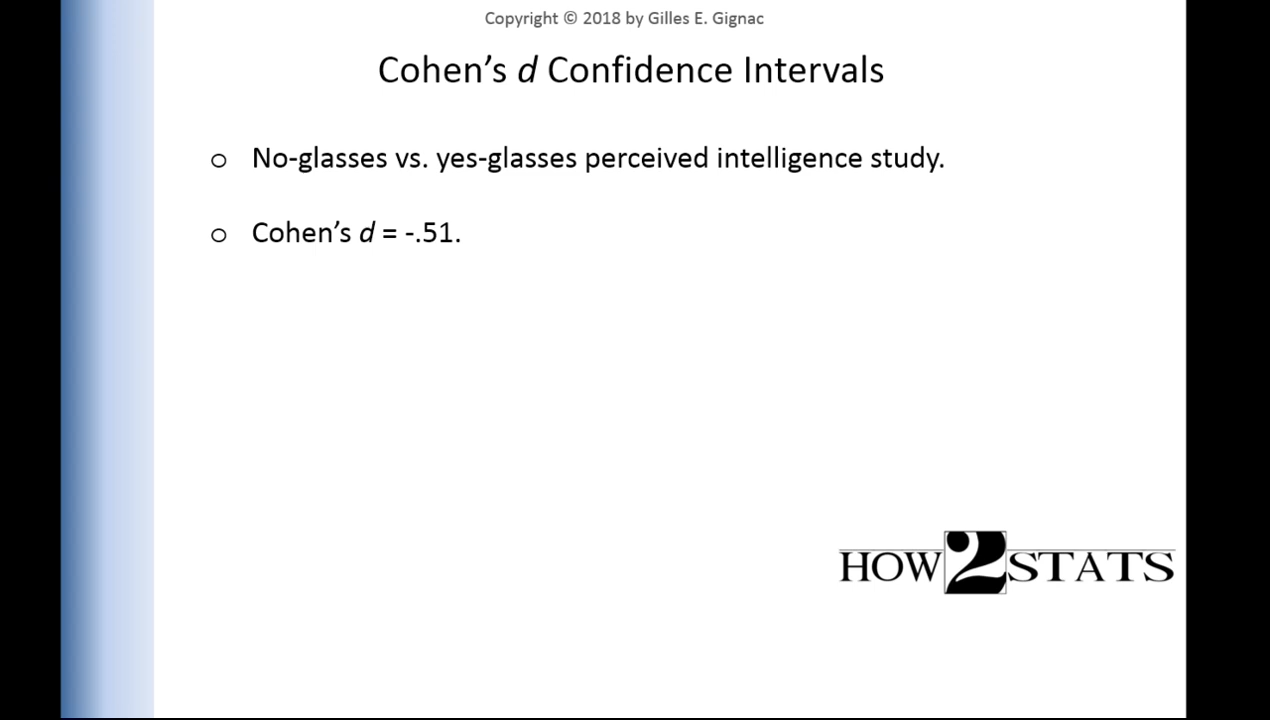 Copyright © 2018 by Gilles E. Gignac
Cohen’s d Confidence Intervals
o No-glasses vs. yes-glasses perceived intelligence study.
o Cohen’s d = -.51.
HOW2STATS